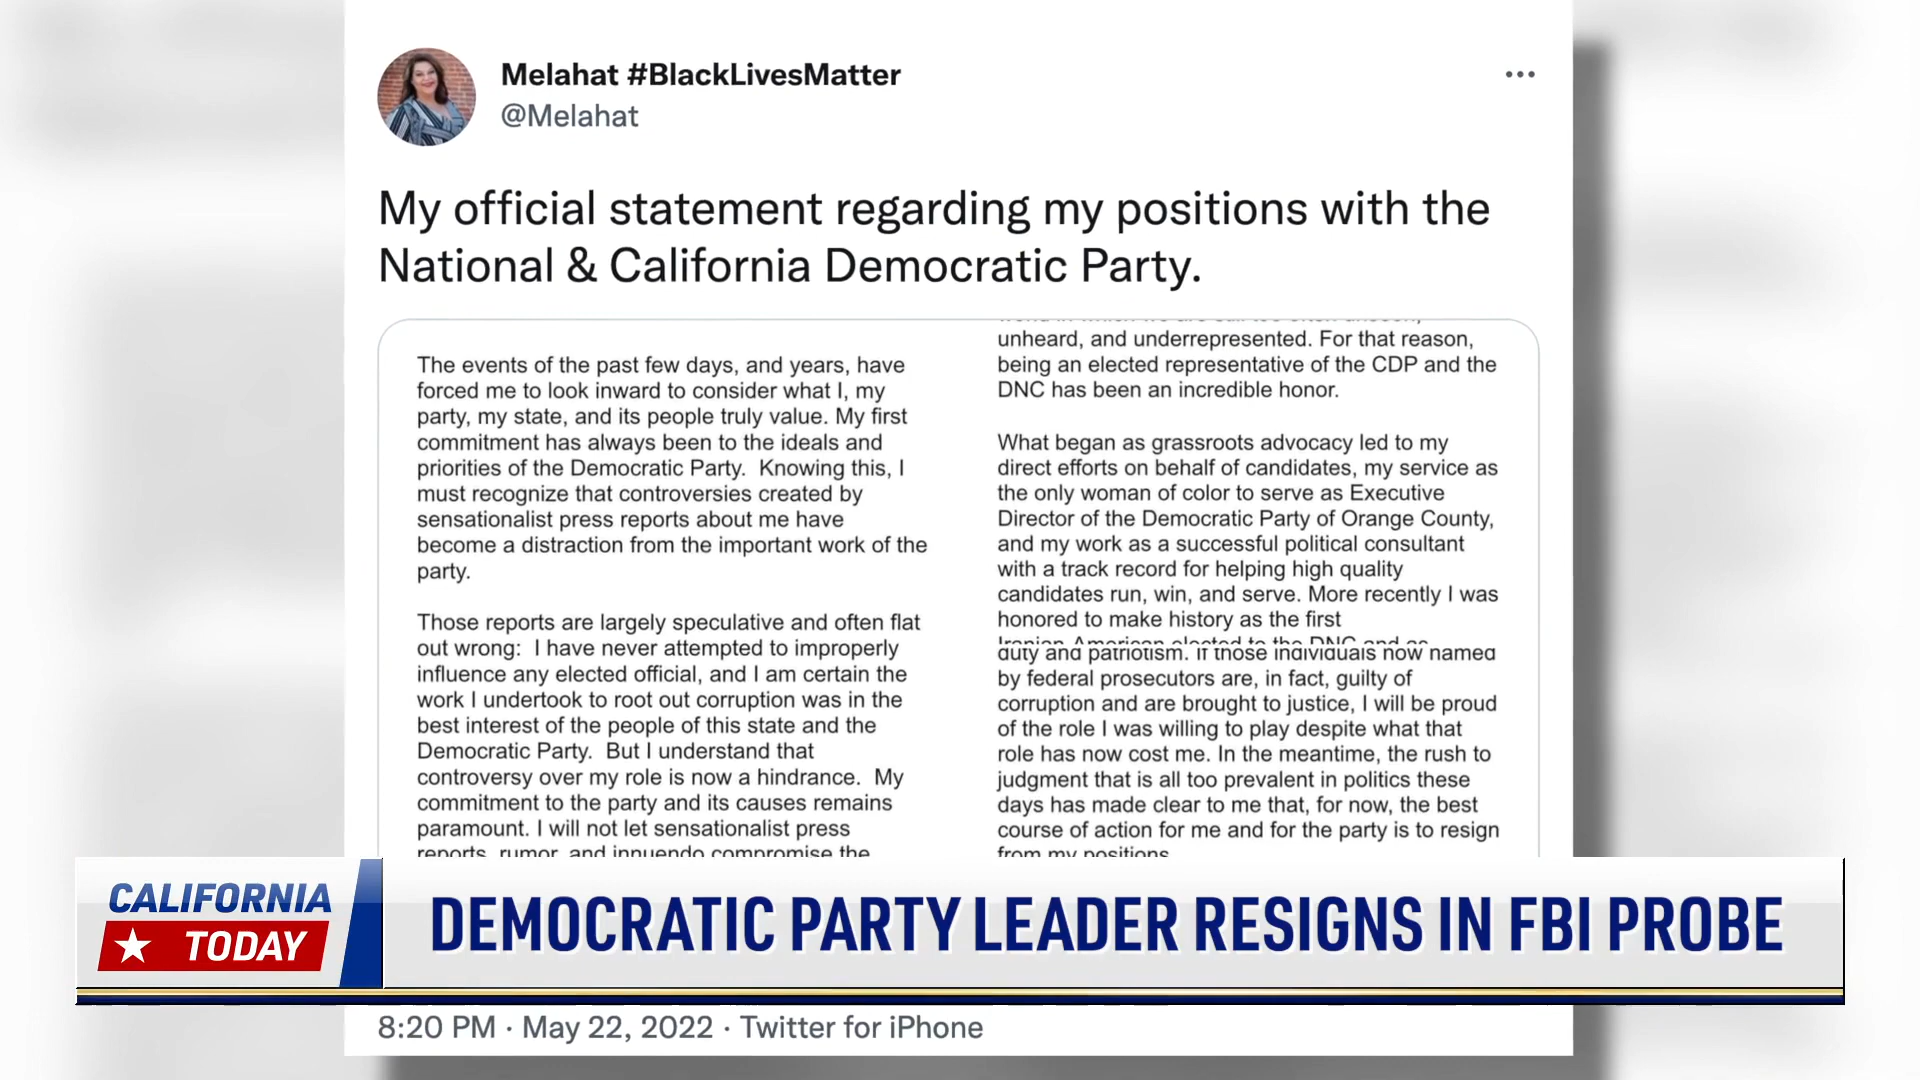 Melahat #BlackLivesMatter
@Melahat
My official statement regarding my positions with the
National & California Democratic Party.
The events of the past few days, and years, have
forced me to look inward to consider what I, my
party, my state, and its people truly value. My first
commitment has always been to the ideals and
priorities of the Democratic Party.  Knowing this, I
must recognize that controversies created by
sensationalist press reports about me have
become a distraction from the important work of the
party.
Those reports are largely speculative and often flat
out wrong:  I have never attempted to improperly
influence any elected official, and I am certain the
work I undertook to root out corruption was in the
best interest of the people of this state and the
Democratic Party.  But I understand that
controversy over my role is now a hindrance.  My
commitment to the party and its causes remains
paramount. I will not let sensationalist press
reports, rumor, and innuendo compromise the
unheard, and underrepresented. For that reason,
being an elected representative of the CDP and the
DNC has been an incredible honor.
What began as grassroots advocacy led to my
direct efforts on behalf of candidates, my service as
the only woman of color to serve as Executive
Director of the Democratic Party of Orange County,
and my work as a successful political consultant
with a track record for helping high quality
candidates run, win, and serve. More recently I was
honored to make history as the first
Iranian American elected to the DNC and as
duty and patriotism. If those individuals now named
by federal prosecutors are, in fact, guilty of
corruption and are brought to justice, I will be proud
of the role I was willing to play despite what that
role has now cost me. In the meantime, the rush to
judgment that is all too prevalent in politics these
days has made clear to me that, for now, the best
course of action for me and for the party is to resign
from my positions.
CALIFORNIA
TODAY
DEMOCRATIC PARTY LEADER RESIGNS IN FBI PROBE
8:20 PM · May 22, 2022 · Twitter for iPhone